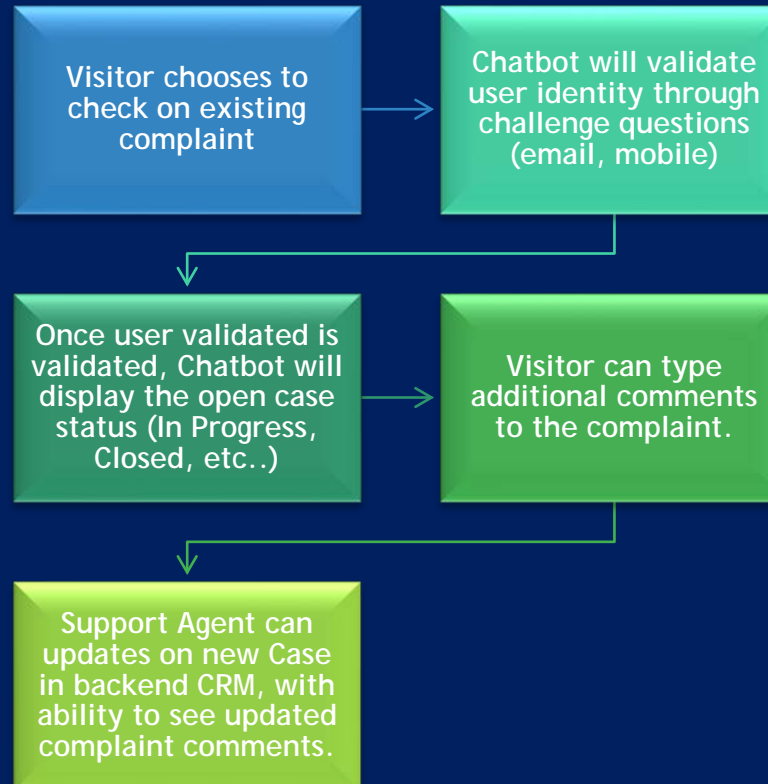 Visitor chooses to
check on existing
complaint
Chatbot will validate
user identity through
challenge questions
(email, mobile)
Once user validated is
validated, Chatbot will
display the open case
status (In Progress,
Closed, etc..)
Visitor can type
additional comments
to the complaint.
Support Agent can
updates on new Case
in backend CRM, with
ability to see updated
complaint comments.